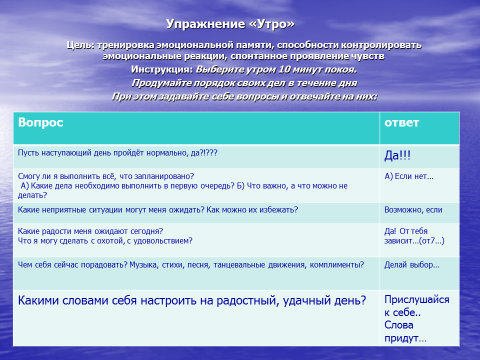 Упражнение «Утро»
Цель: тренировка эмоциональной памяти, способности контролировать
эмоциональные реакции, спонтанное проявление чувств
Инструкция: Выберите утром 10 минут покоя.
Продумайте порядок своих дел в течение дня
При этом задавайте себе вопросы и отвечайте на них:
Вопрос
ответ
Пусть наступающий день пройдёт нормально, да?!???
Да!!!
Смогу ли я выполнить всё, что запланировано?
А) Какие дела необходимо выполнить в первую очередь? Б) Что важно, а что можно не
делать?
А) Если нет…
Какие неприятные ситуации могут меня ожидать? Как можно их избежать?
Возможно, если
Какие радости меня ожидают сегодня?
Что я могу сделать с охотой, с удовольствием?
Да! От тебя
зависит…(от7…)
Чем себя сейчас порадовать? Музыка, стихи, песня, танцевальные движения, комплименты?
Делай выбор…
Какими словами себя настроить на радостный, удачный день?
Прислушайся
к себе..
Слова
придут…